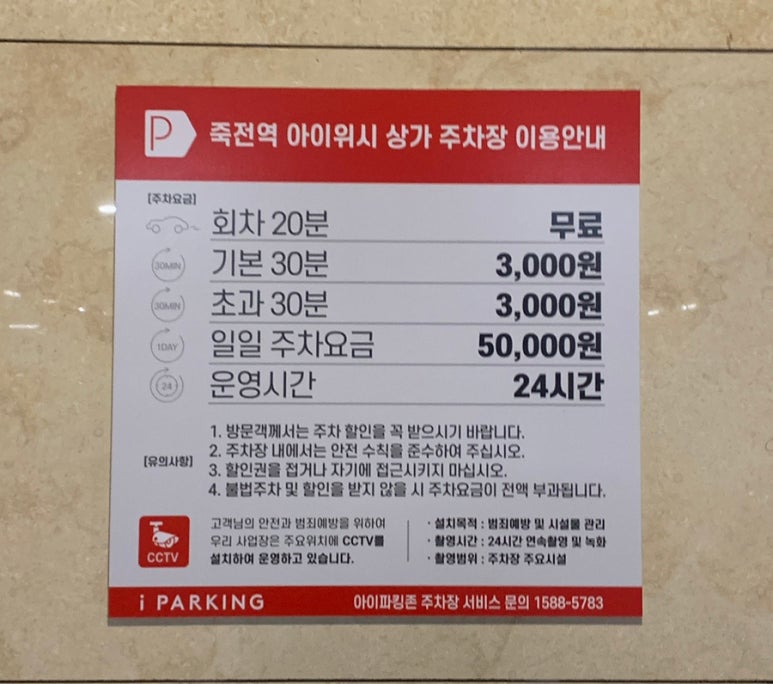 P 죽전역 아이위시 상가 주차장 이용안내
[주차요금]
회차 20분 무료
30MIN 기본 30분 3,000원
30MIN 초과 30분 3,000원
1DAY 일일 주차요금 50,000원
24 운영시간 24시간
[유의사항]
1. 방문객께서는 주차 할인을 꼭 받으시기 바랍니다.
2. 주차장 내에서는 안전 수칙을 준수하여 주십시오.
3. 할인권을 접거나 자기에 접근시키지 마십시오.
4. 불법주차 및 할인을 받지 않을 시 주차요금이 전액 부과됩니다.
CCTV
고객님의 안전과 범죄예방을 위하여
우리 사업장은 주요위치에 CCTV를
설치하여 운영하고 있습니다.
· 설치목적 : 범죄예방 및 시설물 관리
· 촬영시간 : 24시간 연속촬영 및 녹화
· 촬영범위 : 주차장 주요시설
i PARKING 아이파킹존 주차장 서비스 문의 1588-5783